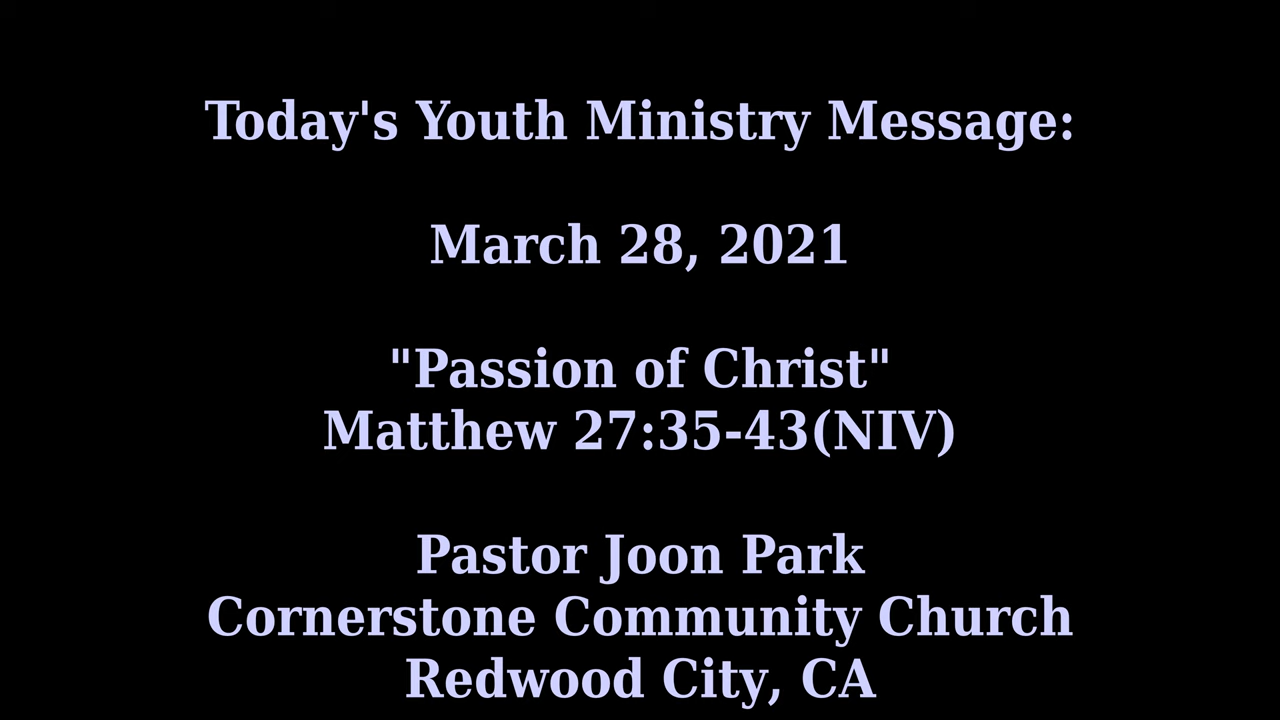 Today's Youth Ministry Message:
March 28, 2021
"Passion of Christ"
Matthew 27:35-43(NIV)
Pastor Joon Park
Cornerstone Community Church
Redwood City, CA